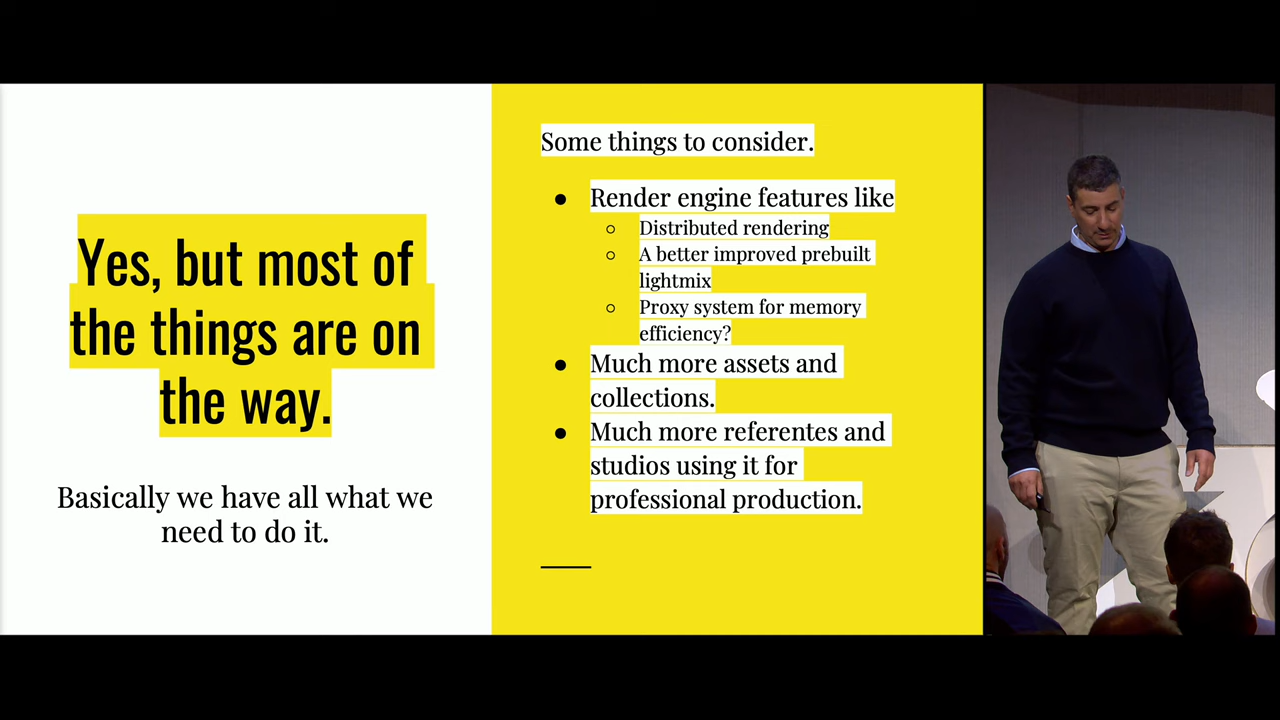 Yes, but most of
the things are on
the way.
Basically we have all what we
need to do it.
Some things to consider.
● Render engine features like
○ Distributed rendering
○ A better improved prebuilt
lightmix
○ Proxy system for memory
efficiency?
● Much more assets and
collections.
● Much more referentes and
studios using it for
professional production.